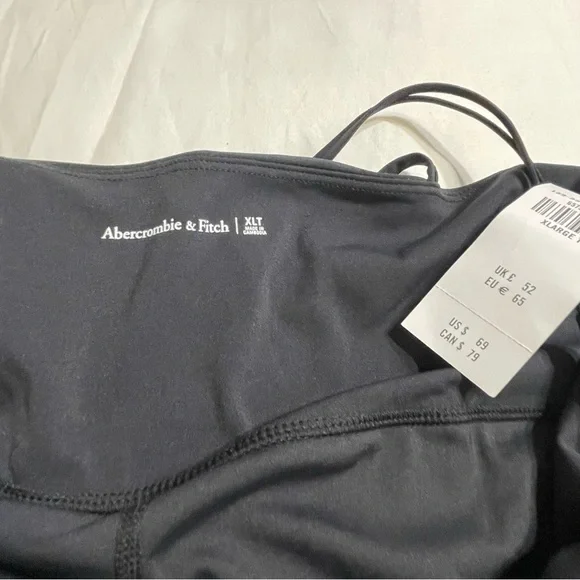 Abercrombie & Fitch | XLT
MADE IN
CAMBODIA
XLARGE
UK £ 52
EU € 65
US $ 69
CAN $ 79